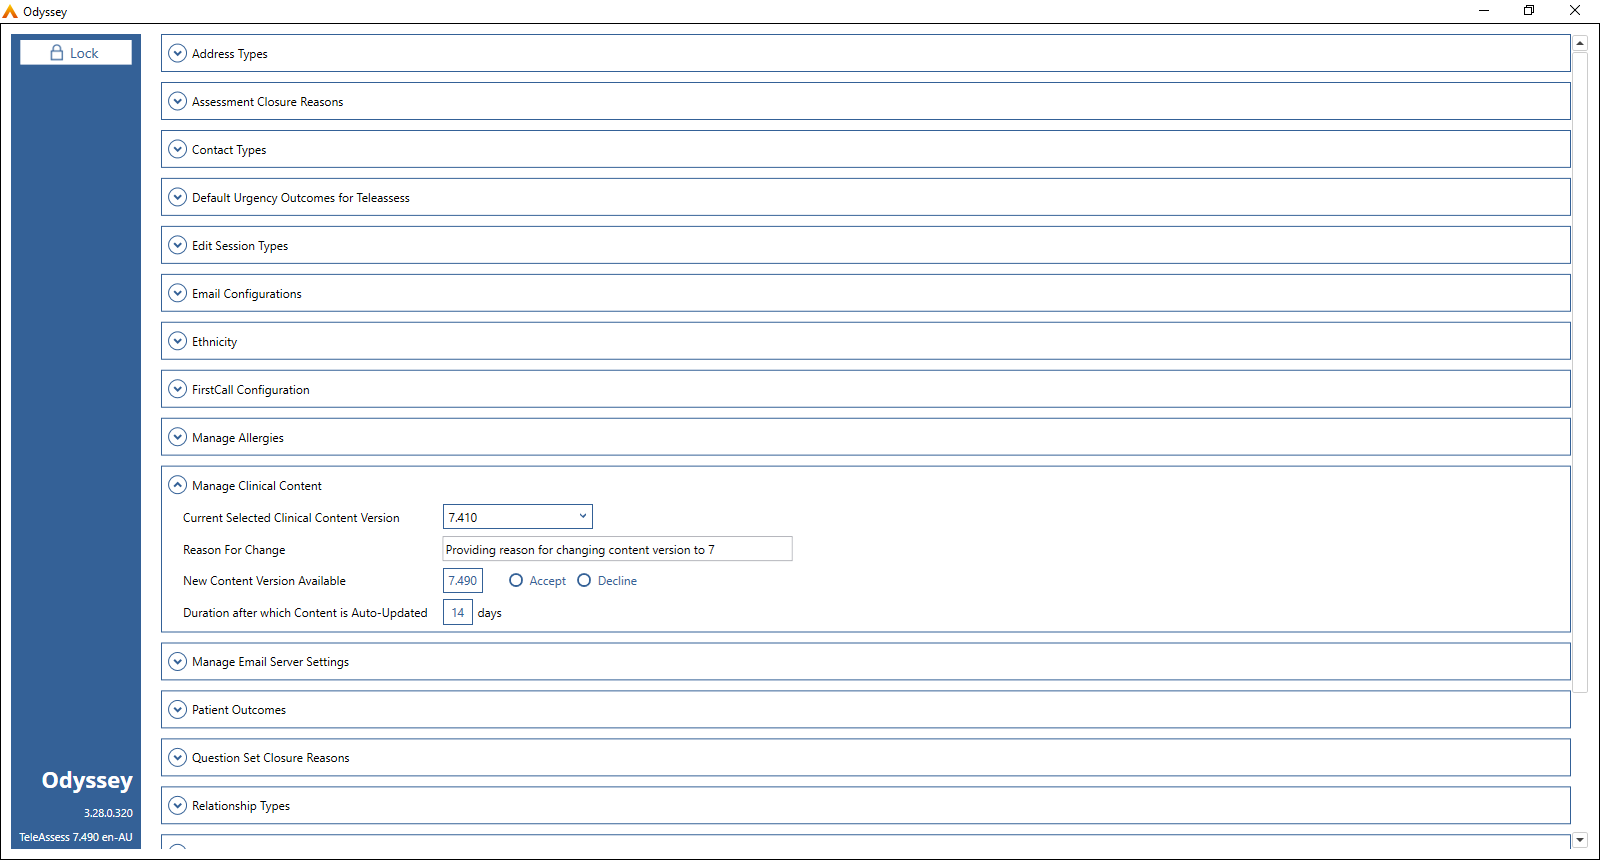 Odyssey
Lock
Address Types
Assessment Closure Reasons
Contact Types
Default Urgency Outcomes for Teleassess
Edit Session Types
Email Configurations
Ethnicity
FirstCall Configuration
Manage Allergies
Manage Clinical Content
Current Selected Clinical Content Version 7.410
Reason For Change Providing reason for changing content version to 7
New Content Version Available 7.490 Accept Decline
Duration after which Content is Auto-Updated 14 days
Manage Email Server Settings
Patient Outcomes
Question Set Closure Reasons
Relationship Types
Odyssey
3.28.0.320
TeleAssess 7.490 en-AU